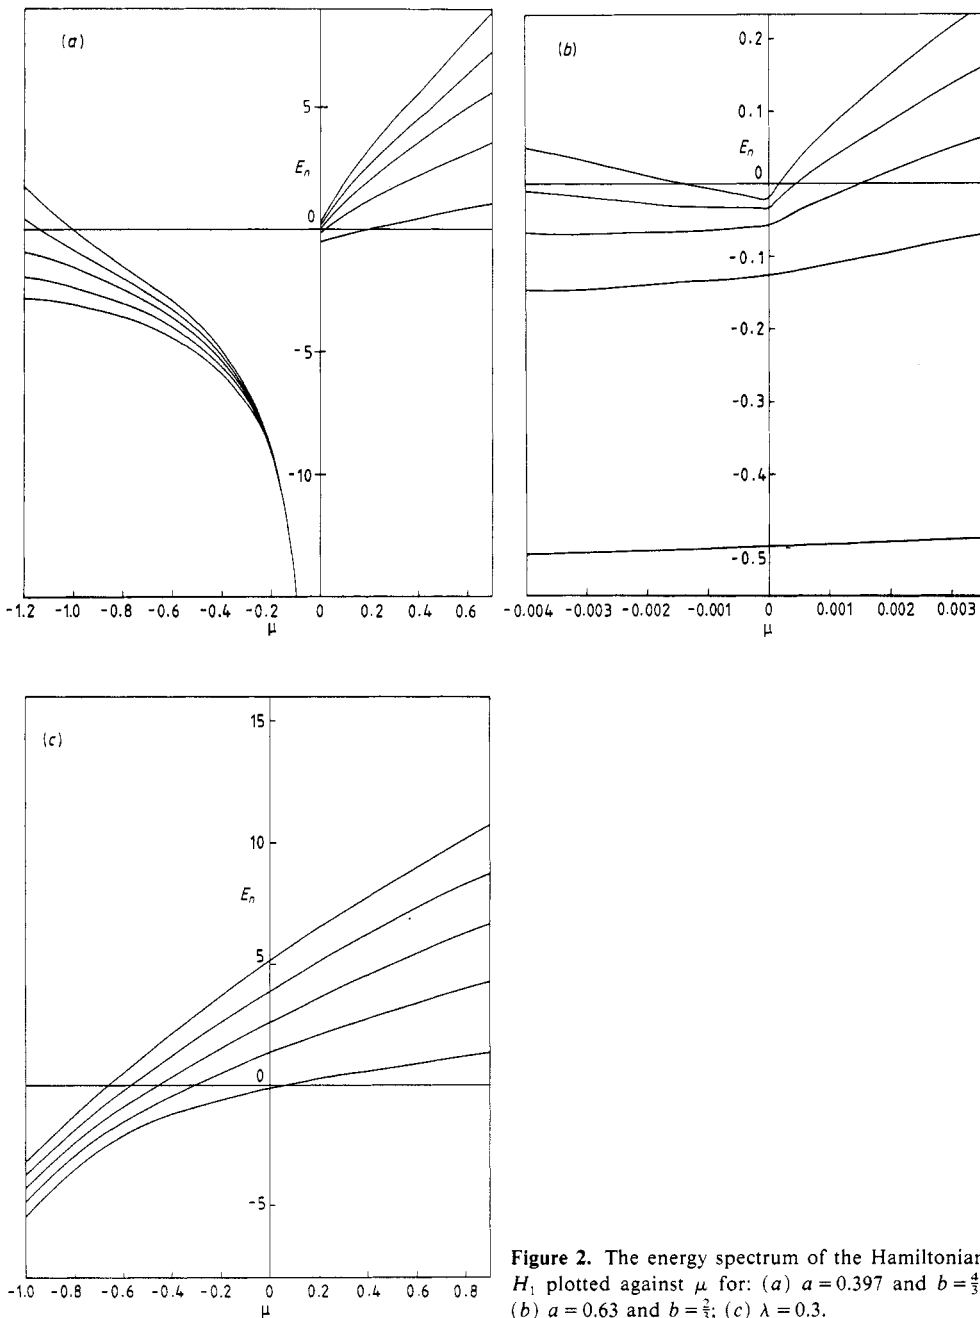 (a)
5
E_n
0
-5
-10
-1.2 -1.0 -0.8 -0.6 -0.4 -0.2 0 0.2 0.4 0.6
μ
(b)
0.2
0.1
E_n
0
-0.1
-0.2
-0.3
-0.4
-0.5
-0.004 -0.003 -0.002 -0.001 0 0.001 0.002 0.003
μ
(c)
15
10
E_n
5
0
-5
-1.0 -0.8 -0.6 -0.4 -0.2 0 0.2 0.4 0.6 0.8
μ
Figure 2. The energy spectrum of the Hamiltonian
H₁ plotted against μ for: (a) a = 0.397 and b = 4/3
(b) a = 0.63 and b = 2/3; (c) λ = 0.3.